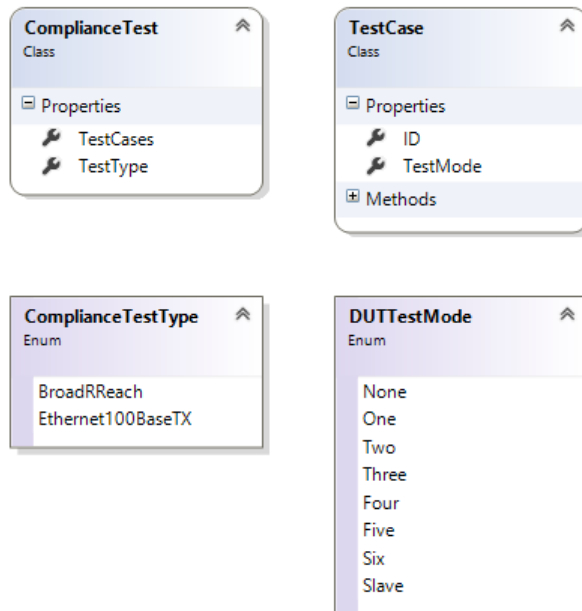 ComplianceTest
Class
Properties
TestCases
TestType
TestCase
Class
Properties
ID
TestMode
Methods
ComplianceTestType
Enum
BroadRReach
Ethernet100BaseTX
DUTTestMode
Enum
None
One
Two
Three
Four
Five
Six
Slave